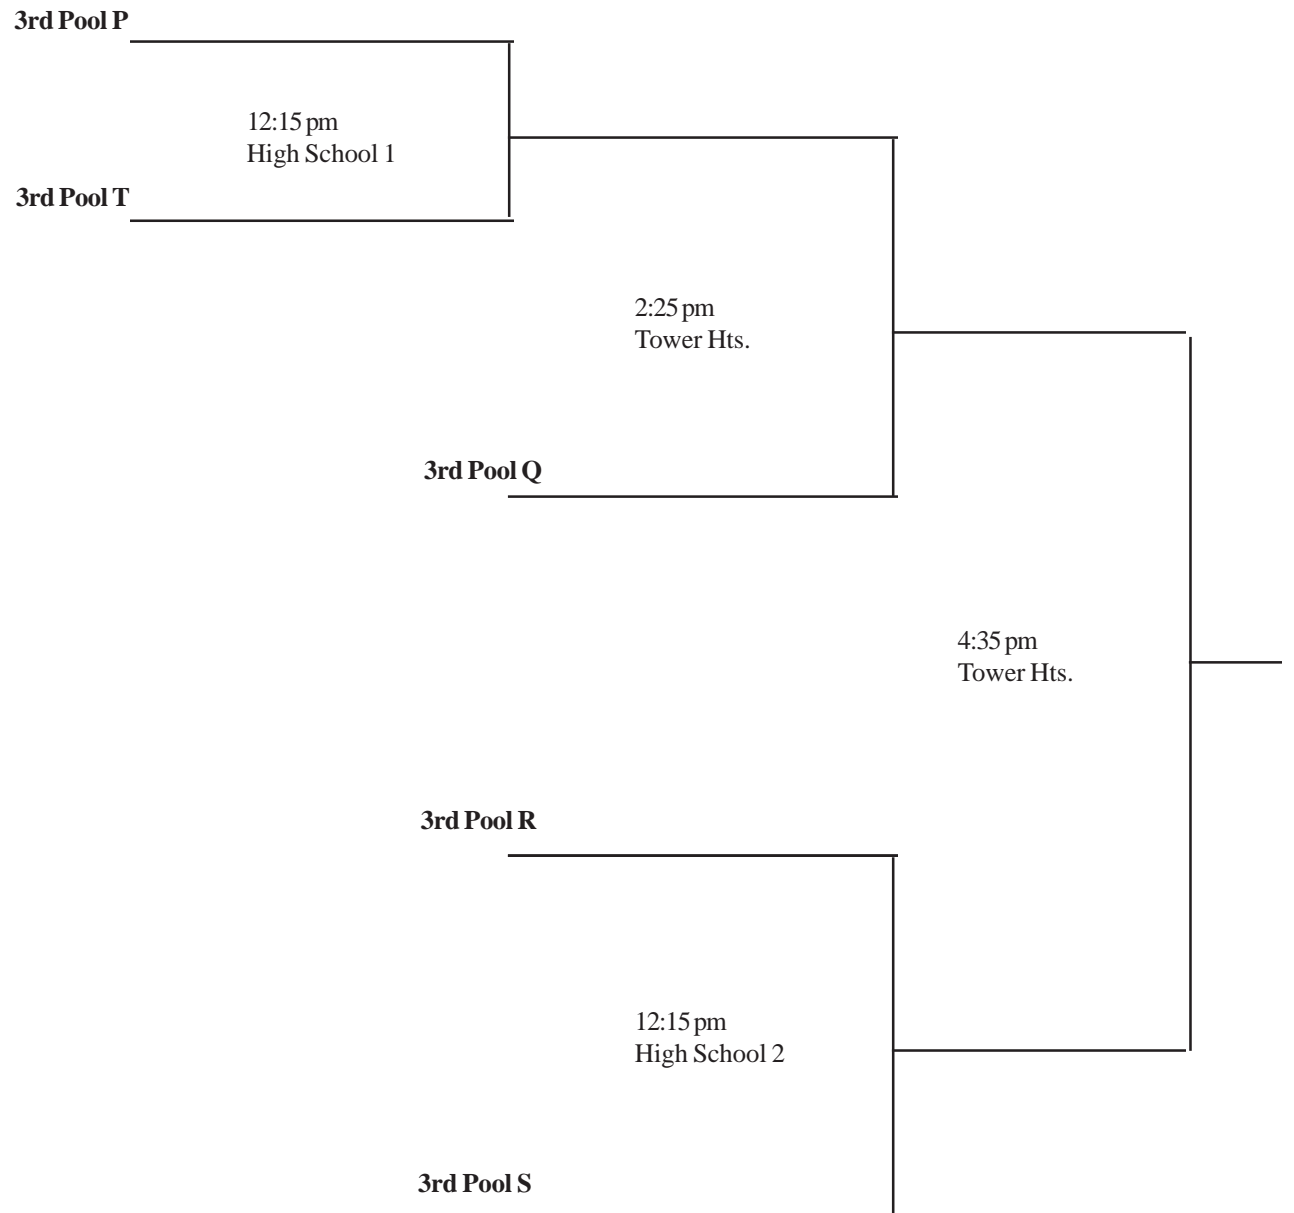 3rd Pool P
12:15 pm
High School 1
3rd Pool T
2:25 pm
Tower Hts.
3rd Pool Q
4:35 pm
Tower Hts.
3rd Pool R
12:15 pm
High School 2
3rd Pool S